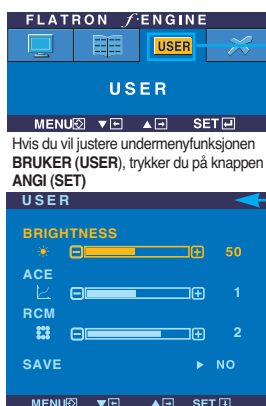 FLATRON f·ENGINE
USER
USER
MENU ▼ ▲ SET
Hvis du vil justere undermenyfunksjonen
BRUKER (USER), trykker du på knappen
ANGI (SET)
USER
BRIGHTNESS
50
ACE
1
RCM
2
SAVE ▶ NO
MENU ▼ ▲ SET